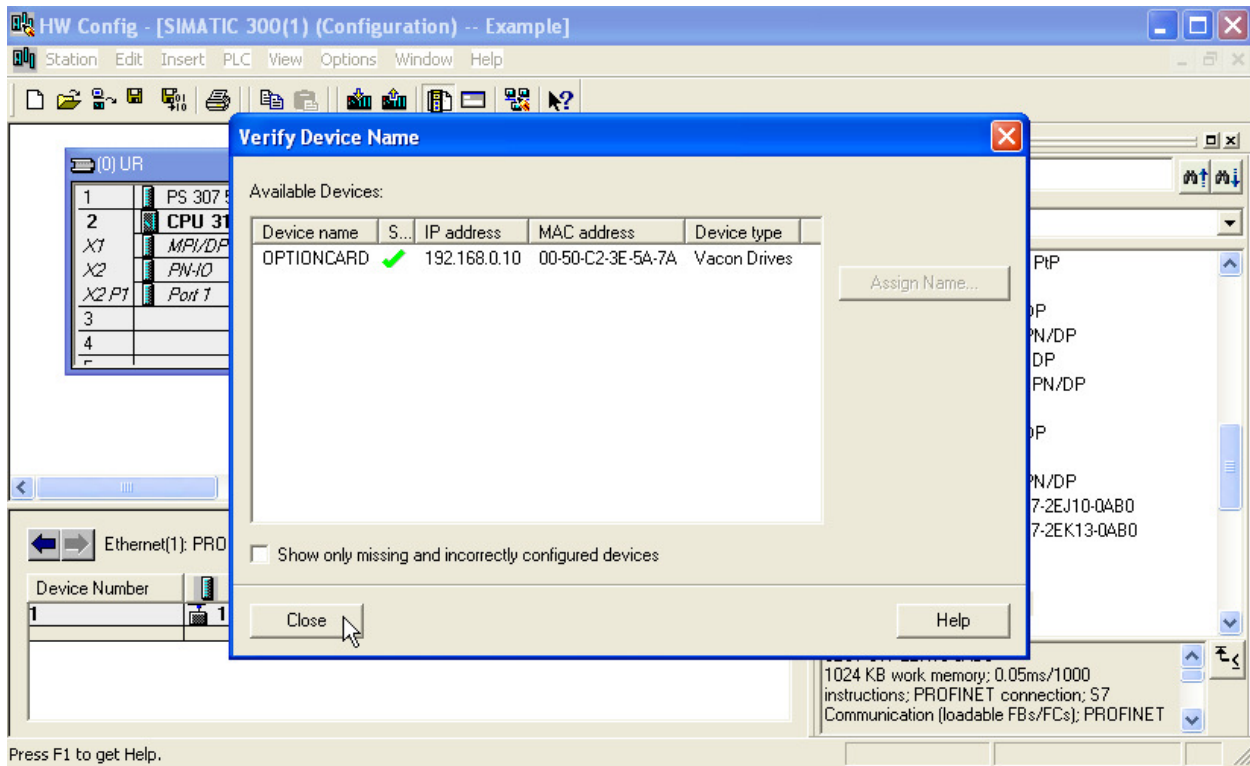 HW Config - [SIMATIC 300(1) (Configuration) -- Example]
Station Edit Insert PLC View Options Window Help
(0) UR
1 PS 307 5
2 CPU 31
X1 MPI/DP
X2 PN-IO
X2 P1 Port 1
3
4
Verify Device Name
Available Devices:
Device name S... IP address MAC address Device type
OPTIONCARD 192.168.0.10 00-50-C2-3E-5A-7A Vacon Drives
Assign Name...
Show only missing and incorrectly configured devices
Close
Help
PtP
DP
PN/DP
DP
PN/DP
DP
PN/DP
7-2EJ10-0AB0
7-2EK13-0AB0
Ethernet(1): PRO
Device Number
1 1
1024 KB work memory; 0.05ms/1000
instructions; PROFINET connection; S7
Communication (loadable FBs/FCs); PROFINET
Press F1 to get Help.